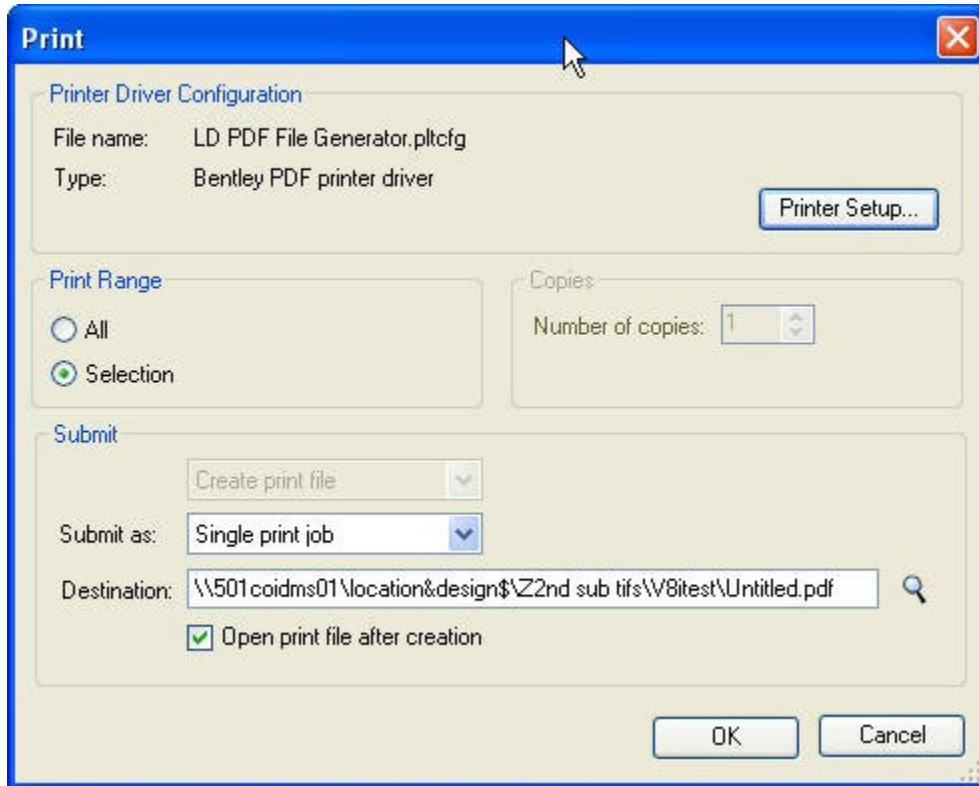 Print
Printer Driver Configuration
File name: LD PDF File Generator.pltcfg
Type: Bentley PDF printer driver
Printer Setup...
Print Range
All
Selection
Copies
Number of copies: 1
Submit
Create print file
Submit as: Single print job
Destination: \\501coidms01\location&design$\Z2nd sub tifs\V8itest\Untitled.pdf
Open print file after creation
OK Cancel